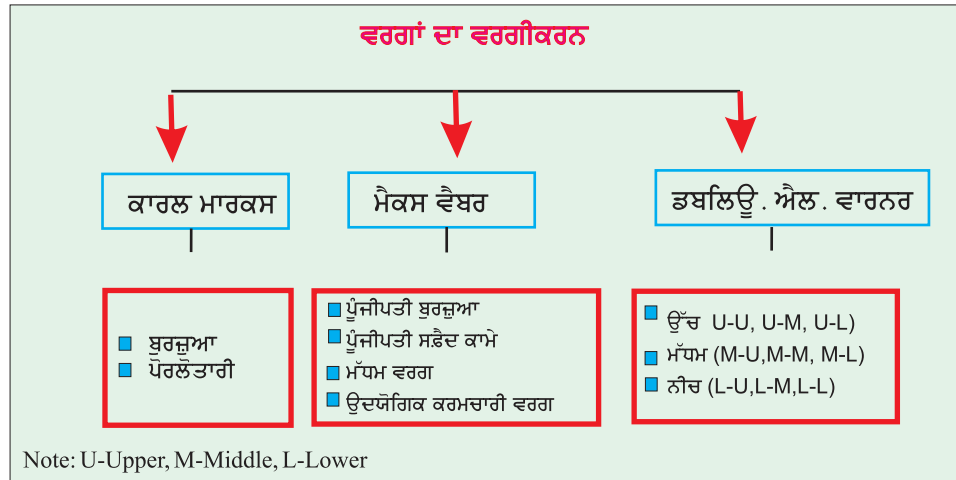 ਵਰਗਾਂ ਦਾ ਵਰਗੀਕਰਨ
ਕਾਰਲ ਮਾਰਕਸ
ਮੈਕਸ ਵੈਬਰ
ਡਬਲਿਊ . ਐਲ . ਵਾਰਨਰ
ਬੁਰਜ਼ੁਆ
ਪੋਰਲੋਤਾਰੀ
ਪੂੰਜੀਪਤੀ ਬੁਰਜ਼ੁਆ
ਪੂੰਜੀਪਤੀ ਸਫ਼ੈਦ ਕਾਮੇ
ਮੱਧਮ ਵਰਗ
ਉਦਯੋਗਿਕ ਕਰਮਚਾਰੀ ਵਰਗ
ਉੱਚ U-U, U-M, U-L)
ਮੱਧਮ (M-U,M-M, M-L)
ਨੀਚ (L-U,L-M,L-L)
Note: U-Upper, M-Middle, L-Lower